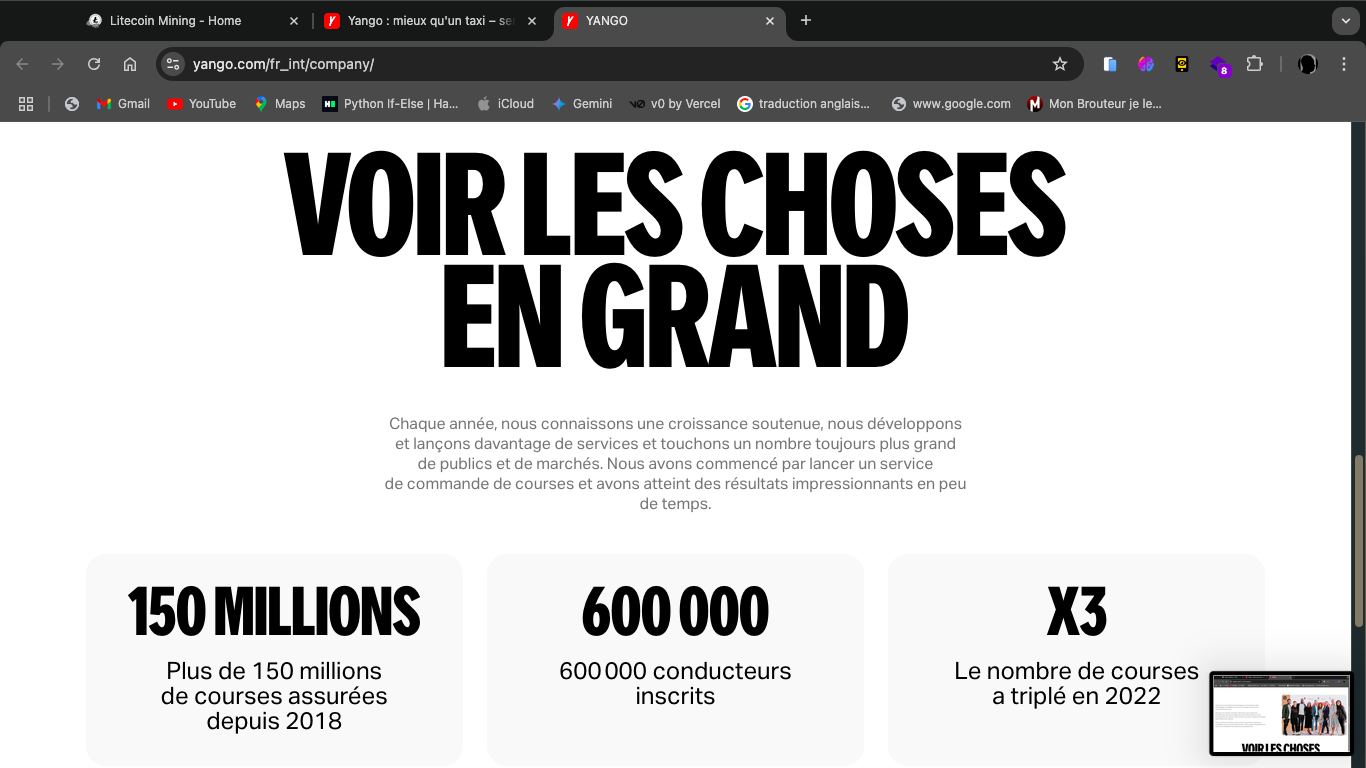 Litecoin Mining - Home
Yango : mieux qu'un taxi – ser
YANGO
yango.com/fr_int/company/
8
Gmail
YouTube
Maps
Python If-Else | Ha...
iCloud
Gemini
v0 by Vercel
traduction anglais...
www.google.com
Mon Brouteur je le...
VOIR LES CHOSES
EN GRAND
Chaque année, nous connaissons une croissance soutenue, nous développons
et lançons davantage de services et touchons un nombre toujours plus grand
de publics et de marchés. Nous avons commencé par lancer un service
de commande de courses et avons atteint des résultats impressionnants en peu
de temps.
150 MILLIONS
Plus de 150 millions
de courses assurées
depuis 2018
600 000
600 000 conducteurs
inscrits
X3
Le nombre de courses
a triplé en 2022
VOIR LES CHOSES